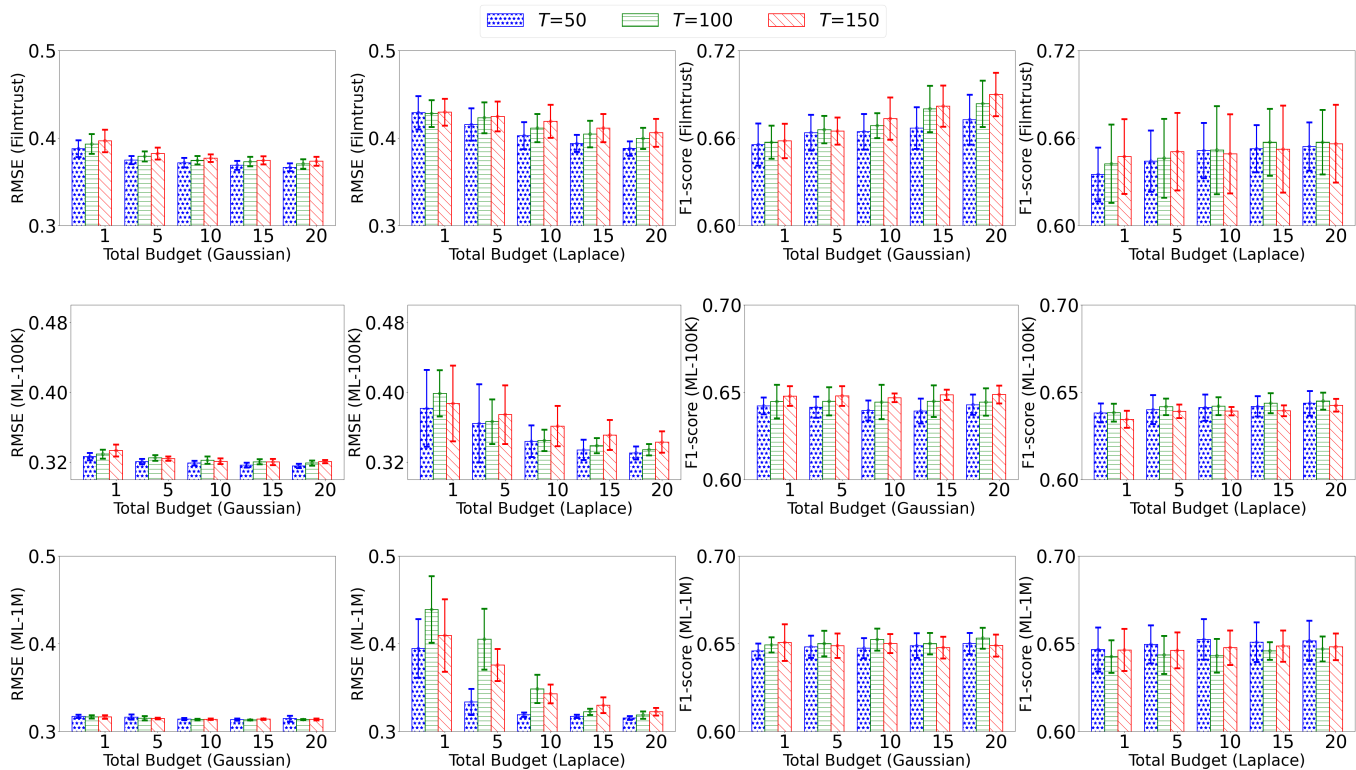 T=50 T=100 T=150
0.5 0.4 0.3
RMSE (Filmtrust)
1 5 10 15 20
Total Budget (Gaussian)
0.5 0.4 0.3
RMSE (Filmtrust)
1 5 10 15 20
Total Budget (Laplace)
0.72 0.66 0.60
F1-score (Filmtrust)
1 5 10 15 20
Total Budget (Gaussian)
0.72 0.66 0.60
F1-score (Filmtrust)
1 5 10 15 20
Total Budget (Laplace)
0.48 0.40 0.32
RMSE (ML-100K)
1 5 10 15 20
Total Budget (Gaussian)
0.48 0.40 0.32
RMSE (ML-100K)
1 5 10 15 20
Total Budget (Laplace)
0.70 0.65 0.60
F1-score (ML-100K)
1 5 10 15 20
Total Budget (Gaussian)
0.70 0.65 0.60
F1-score (ML-100K)
1 5 10 15 20
Total Budget (Laplace)
0.5 0.4 0.3
RMSE (ML-1M)
1 5 10 15 20
Total Budget (Gaussian)
0.5 0.4 0.3
RMSE (ML-1M)
1 5 10 15 20
Total Budget (Laplace)
0.70 0.65 0.60
F1-score (ML-1M)
1 5 10 15 20
Total Budget (Gaussian)
0.70 0.65 0.60
F1-score (ML-1M)
1 5 10 15 20
Total Budget (Laplace)